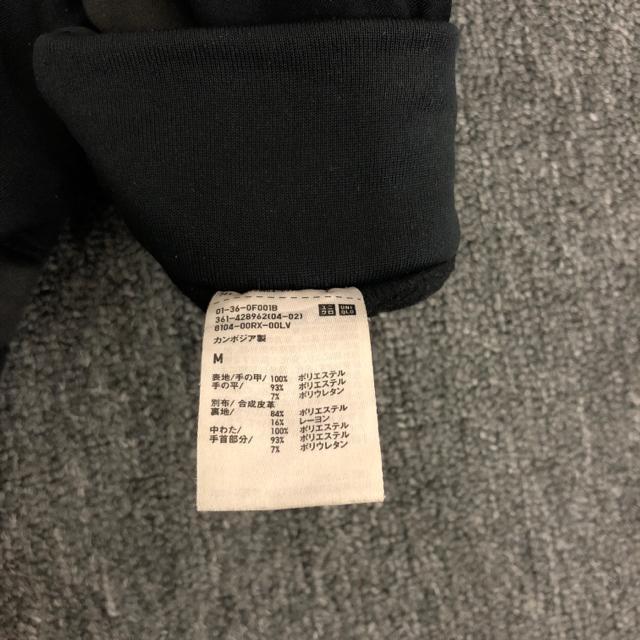 01-36-0F001B
ユニクロ UNIQLO
361-428962(04-02)
8104-00RX-00LV
カンボジア製
M
表地/手の甲/ 100% ポリエステル
手の平/ 93% ポリエステル
7% ポリウレタン
別布/合成皮革
裏地/ 84% ポリエステル
16% レーヨン
中わた/ 100% ポリエステル
手首部分/ 93% ポリエステル
7% ポリウレタン